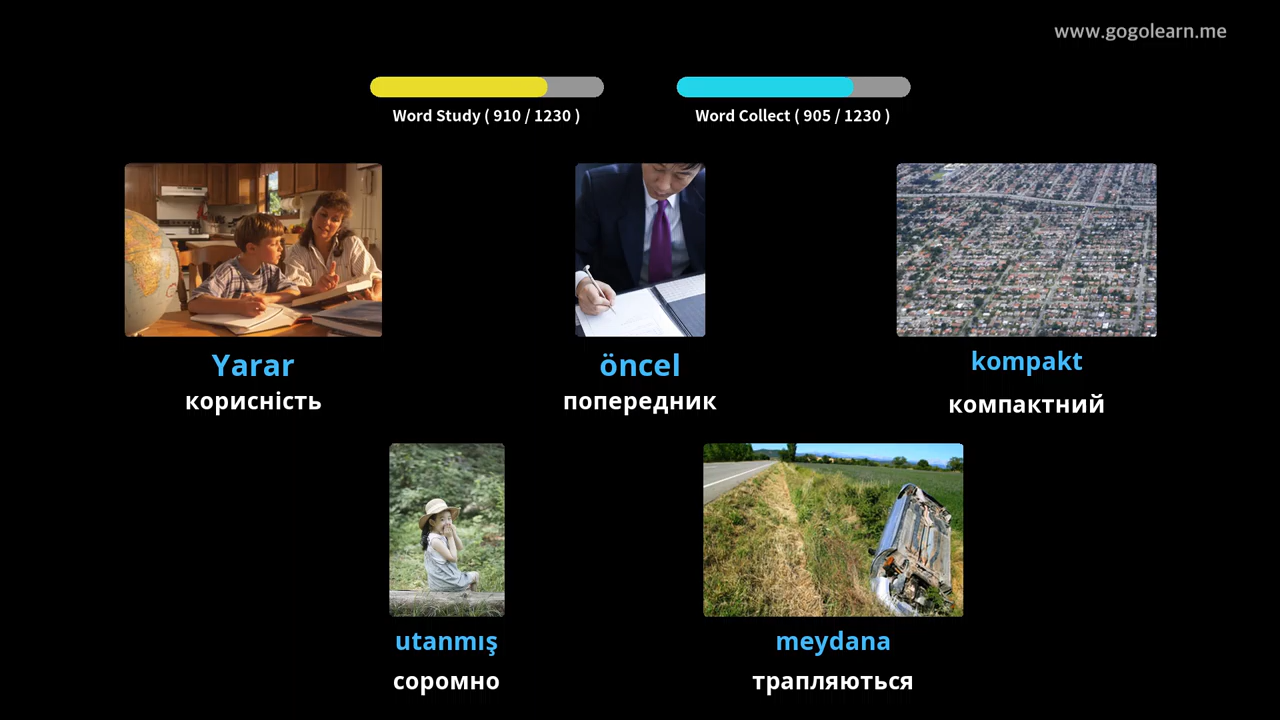 www.gogolearn.me
Word Study ( 910 / 1230 )
Word Collect ( 905 / 1230 )
Yarar
корисність
öncel
попередник
kompakt
компактний
utanmış
соромно
meydana
трапляються